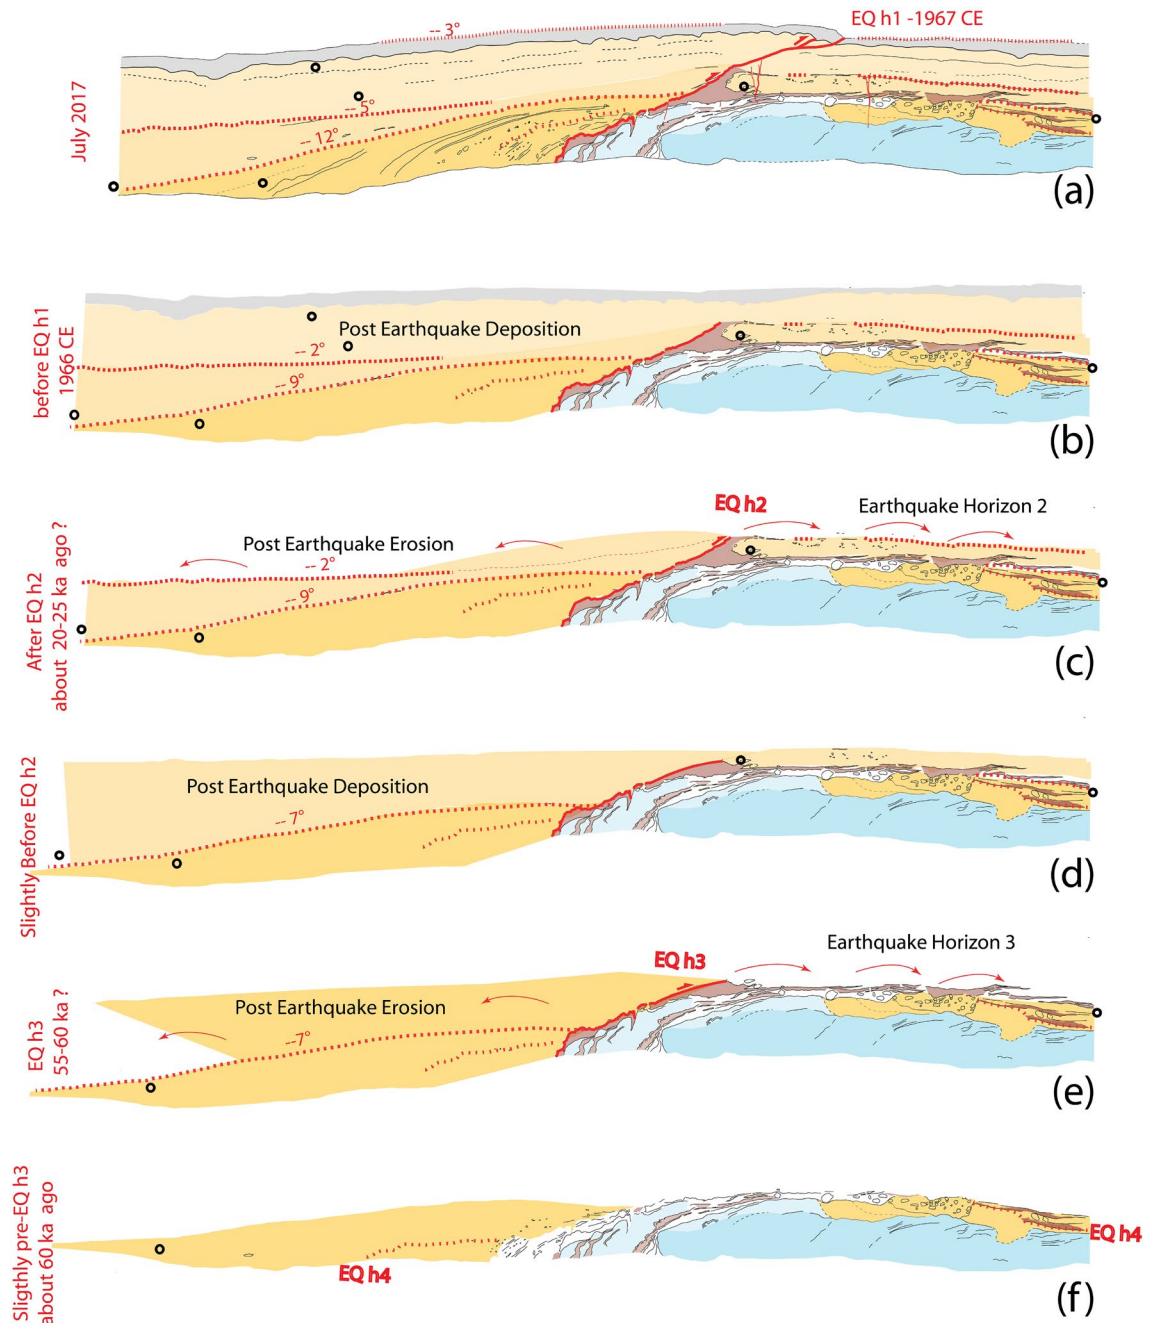 EQ h1 -1967 CE
-- 3°
July 2017
-- 5°
-- 12°
(a)
before EQ h1
1966 CE
Post Earthquake Deposition
-- 2°
-- 9°
(b)
EQ h2
Earthquake Horizon 2
After EQ h2
about 20-25 ka ago ?
Post Earthquake Erosion
-- 2°
-- 9°
(c)
Slightly Before EQ h2
Post Earthquake Deposition
-- 7°
(d)
Earthquake Horizon 3
EQ h3
EQ h3
55-60 ka ?
Post Earthquake Erosion
--7°
(e)
Sligthly pre-EQ h3
about 60 ka ago
EQ h4
EQ h4
(f)